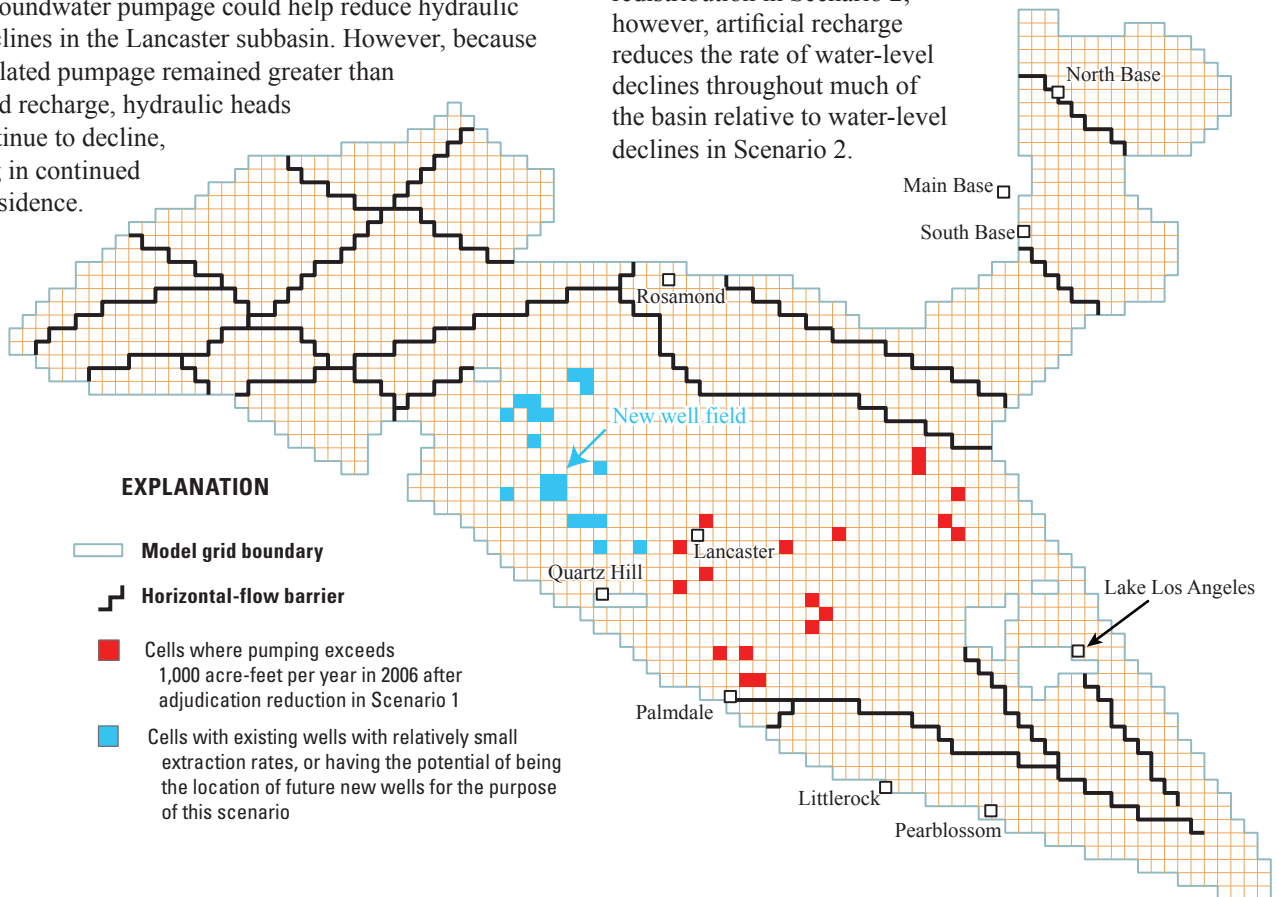 oundwater pumpage could help reduce hydraulic
lines in the Lancaster subbasin. However, because
lated pumpage remained greater than
d recharge, hydraulic heads
tinue to decline,
g in continued
sidence.
redistribution in Scenario 2;
however, artificial recharge
reduces the rate of water-level
declines throughout much of
the basin relative to water-level
declines in Scenario 2.
North Base
Main Base
South Base
Rosamond
New well field
Lancaster
Quartz Hill
Lake Los Angeles
Palmdale
Littlerock
Pearblossom
EXPLANATION
Model grid boundary
Horizontal-flow barrier
Cells where pumping exceeds
1,000 acre-feet per year in 2006 after
adjudication reduction in Scenario 1
Cells with existing wells with relatively small
extraction rates, or having the potential of being
the location of future new wells for the purpose
of this scenario